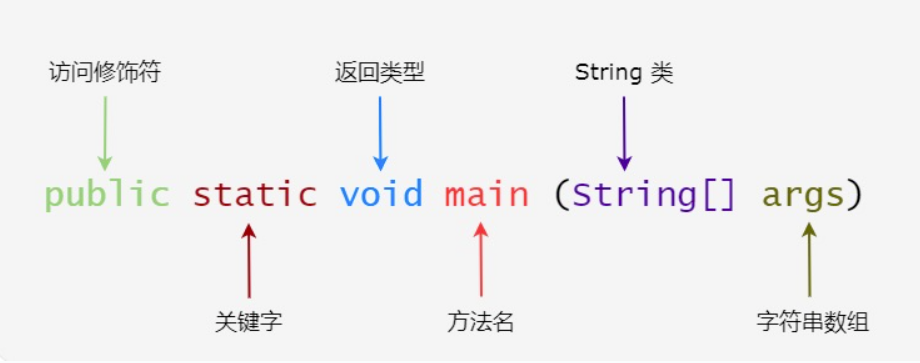 访问修饰符 返回类型 String 类
public static void main (String[] args)
关键字 方法名 字符串数组